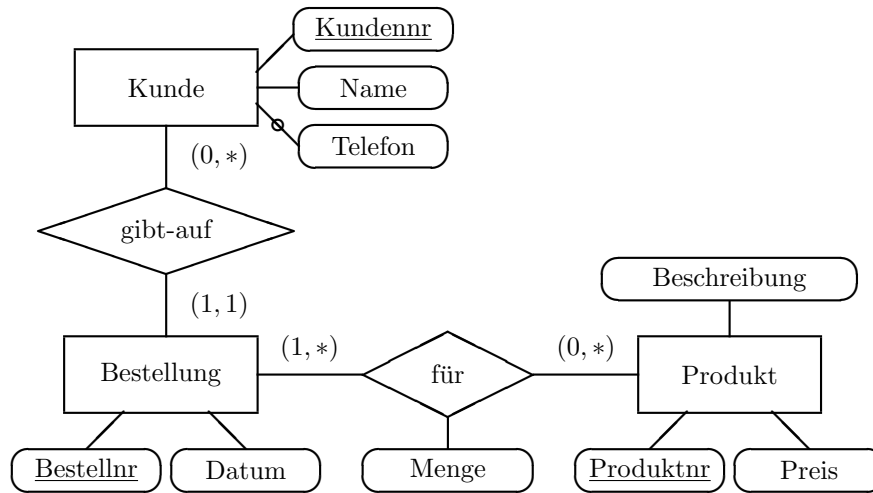 Kundennr
Kunde
Name
Telefon
(0, ∗)
gibt-auf
Beschreibung
(1, 1)
(1, ∗)
(0, ∗)
Bestellung
für
Produkt
Bestellnr
Datum
Menge
Produktnr
Preis